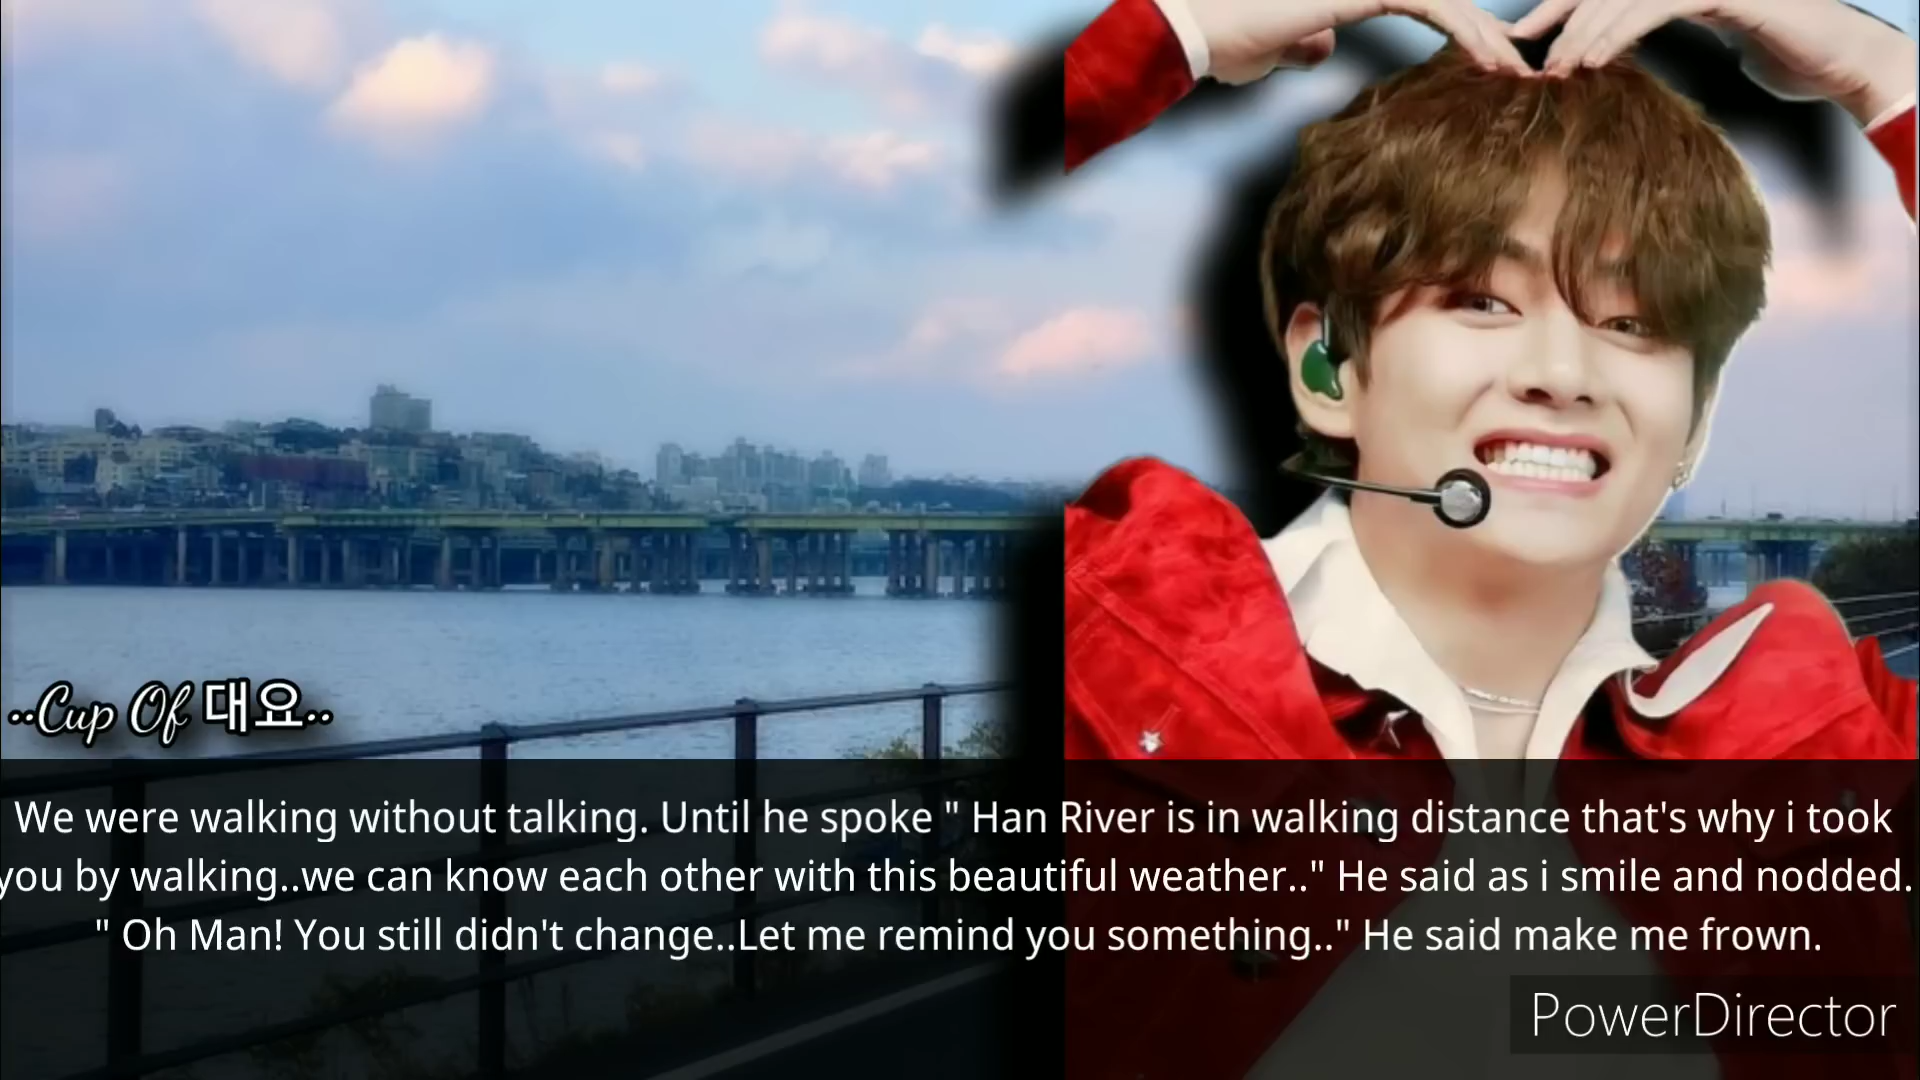 ..Cup Of 대요..
We were walking without talking. Until he spoke " Han River is in walking distance that's why i took
you by walking..we can know each other with this beautiful weather.." He said as i smile and nodded.
" Oh Man! You still didn't change..Let me remind you something.." He said make me frown.
PowerDirector